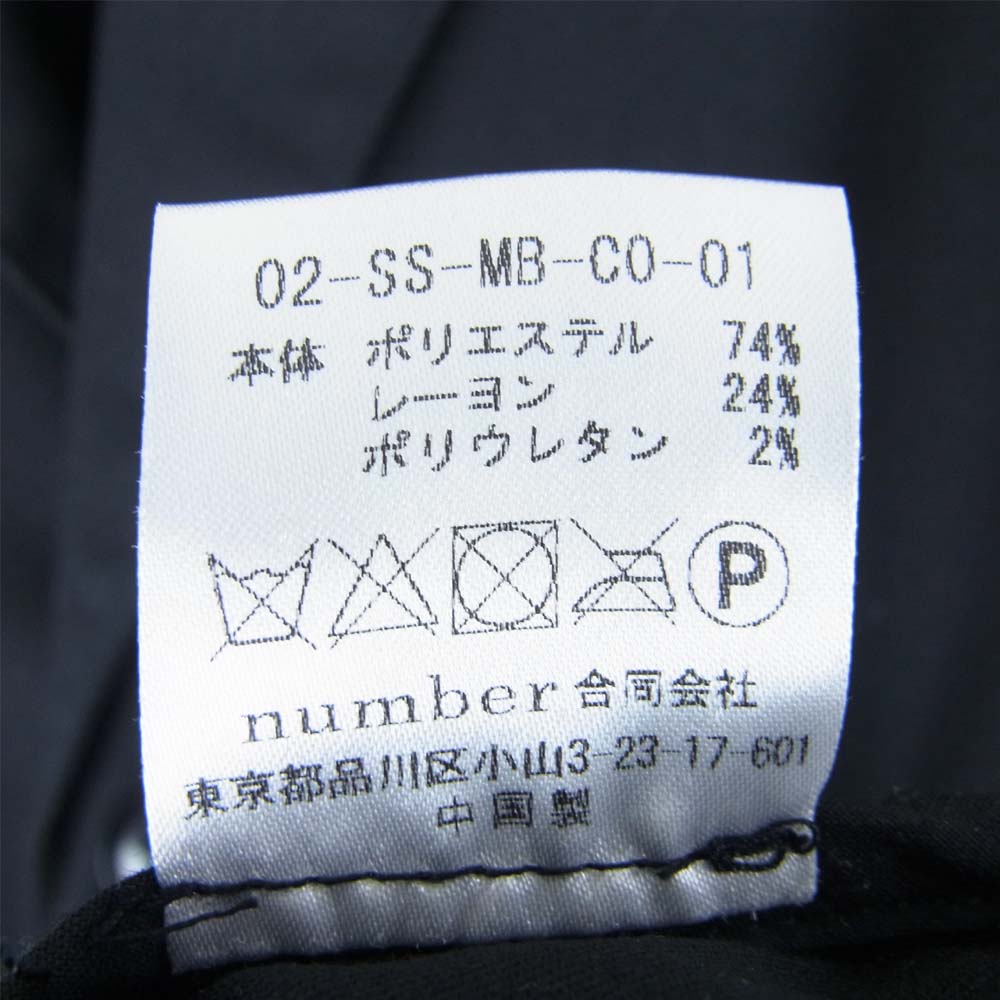 02-SS-MB-CO-01
本体 ポリエステル 74%
レーヨン 24%
ポリウレタン 2%
P
number 合同会社
東京都品川区小山3-23-17-601
中国製